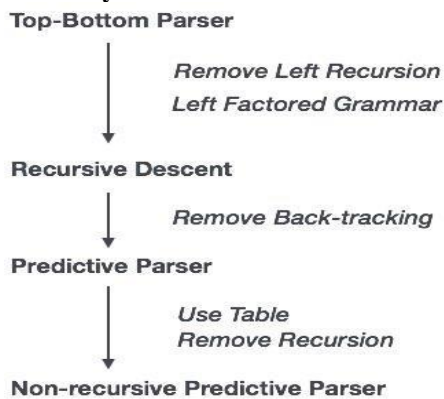 Top-Bottom Parser
Remove Left Recursion
Left Factored Grammar
Recursive Descent
Remove Back-tracking
Predictive Parser
Use Table
Remove Recursion
Non-recursive Predictive Parser